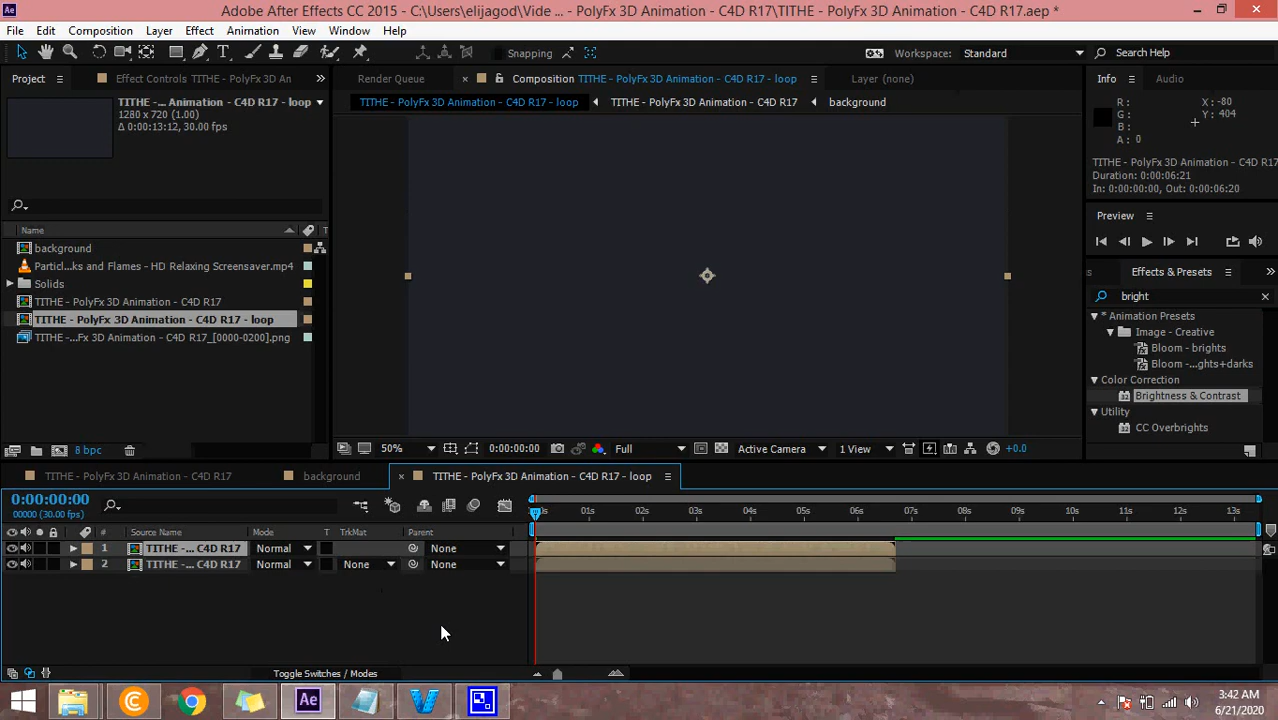 Adobe After Effects CC 2015 - C:\Users\elijagod\Vide ... - PolyFx 3D Animation - C4D R17\TITHE - PolyFx 3D Animation - C4D R17.aep *
File Edit Composition Layer Effect Animation View Window Help
Snapping Workspace: Standard Search Help
Project Effect Controls TITHE - PolyFx 3D An Render Queue Composition TITHE - PolyFx 3D Animation - C4D R17 - loop Layer (none) Info Audio
TITHE - ... Animation - C4D R17 - loop
1280 x 720 (1.00)
Δ 0:00:13:12, 30.00 fps
TITHE - PolyFx 3D Animation - C4D R17 - loop TITHE - PolyFx 3D Animation - C4D R17 background
R : X : -80
G : Y : 404
B :
A : 0
TITHE - PolyFx 3D Animation - C4D R17
Duration: 0:00:06:21
In: 0:00:00:00, Out: 0:00:06:20
Preview
Effects & Presets
bright
* Animation Presets
Image - Creative
Bloom - brights
Bloom -...ghts+darks
Color Correction
Brightness & Contrast
Utility
CC Overbrights
Name T
background
Particl...ks and Flames - HD Relaxing Screensaver.mp4
Solids
TITHE - PolyFx 3D Animation - C4D R17
TITHE - PolyFx 3D Animation - C4D R17 - loop
TITHE -...Fx 3D Animation - C4D R17_[0000-0200].png
8 bpc 50% 0:00:00:00 Full Active Camera 1 View +0.0
TITHE - PolyFx 3D Animation - C4D R17 background TITHE - PolyFx 3D Animation - C4D R17 - loop
0:00:00:00
00000 (30.00 fps)
01s 02s 03s 04s 05s 06s 07s 08s 09s 10s 11s 12s 13s
# Source Name Mode T TrkMat Parent
1 TITHE -... C4D R17 Normal None
2 TITHE -... C4D R17 Normal None None
Toggle Switches / Modes
Ae
3:42 AM
6/21/2020